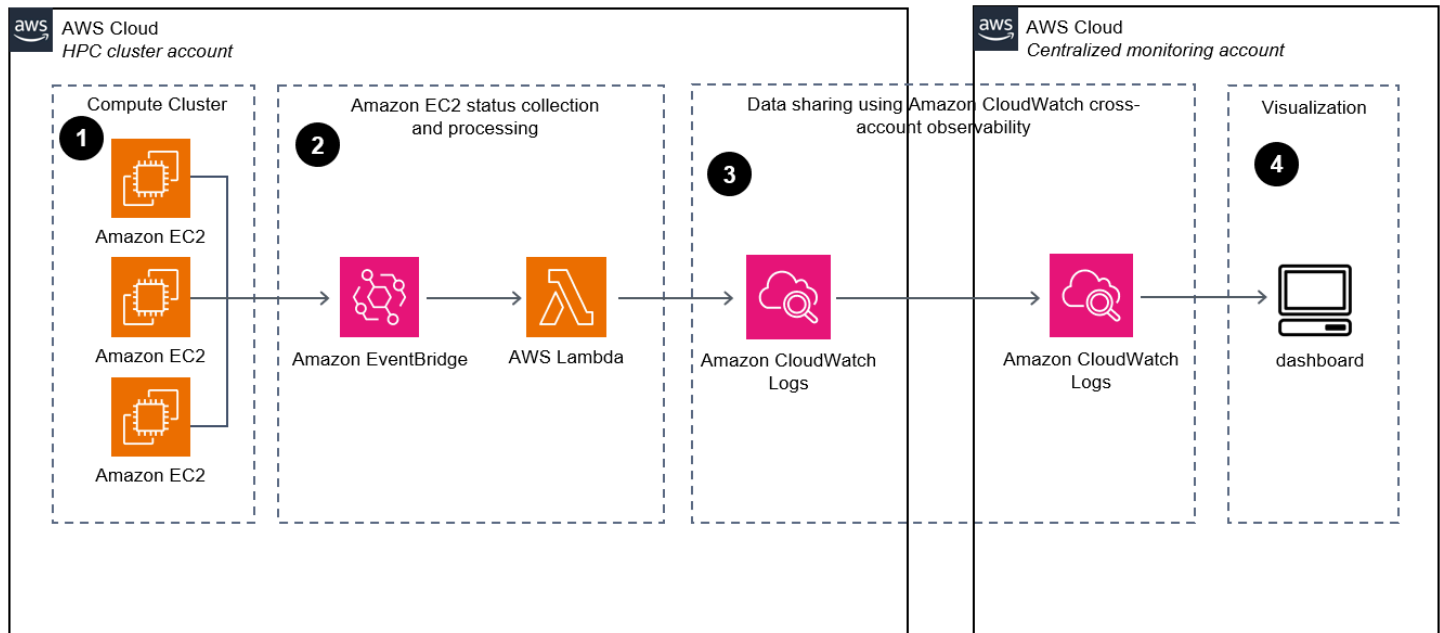 aws
AWS Cloud
HPC cluster account
aws
AWS Cloud
Centralized monitoring account
Compute Cluster
1
Amazon EC2
Amazon EC2
Amazon EC2
Amazon EC2 status collection
and processing
2
Amazon EventBridge
AWS Lambda
Data sharing using Amazon CloudWatch cross-
account observability
3
Amazon CloudWatch
Logs
Amazon CloudWatch
Logs
Visualization
4
dashboard